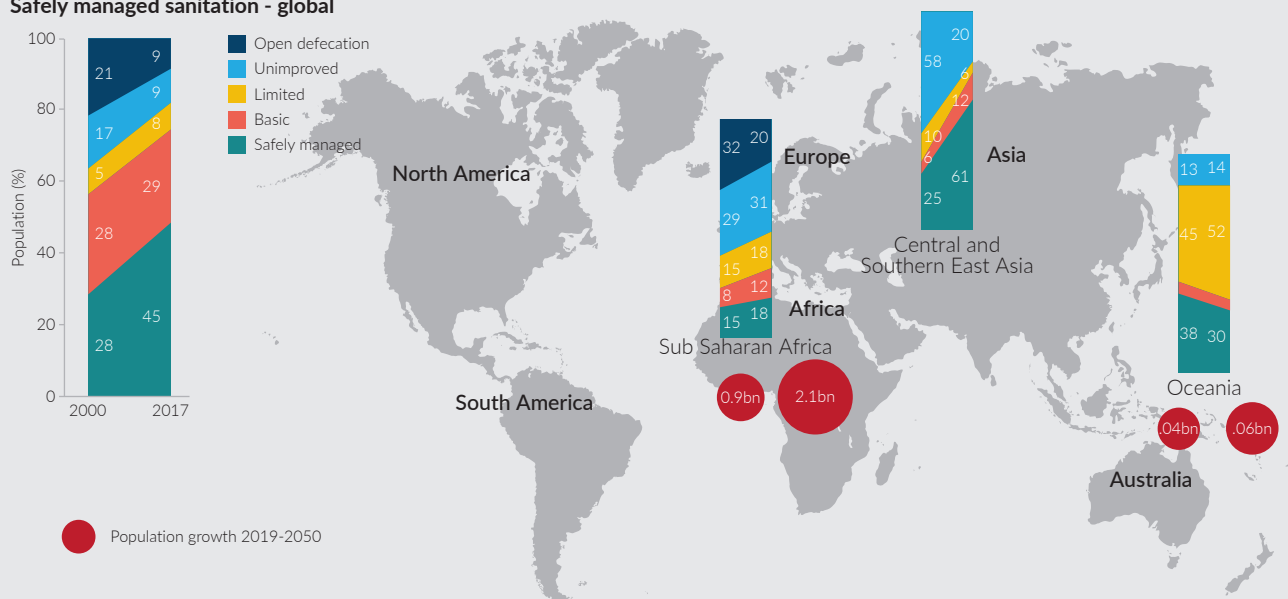 Safely managed sanitation - global
Population (%)
100
80
60
40
20
0
2000
2017
21
9
17
9
5
8
28
29
28
45
Open defecation
Unimproved
Limited
Basic
Safely managed
North America
South America
Europe
Africa
Asia
Australia
32
20
29
31
15
18
8
12
15
18
Sub Saharan Africa
0.9bn
2.1bn
20
58
6
10
12
6
61
25
Central and
Southern East Asia
13
14
45
52
38
30
Oceania
.04bn
.06bn
Population growth 2019-2050